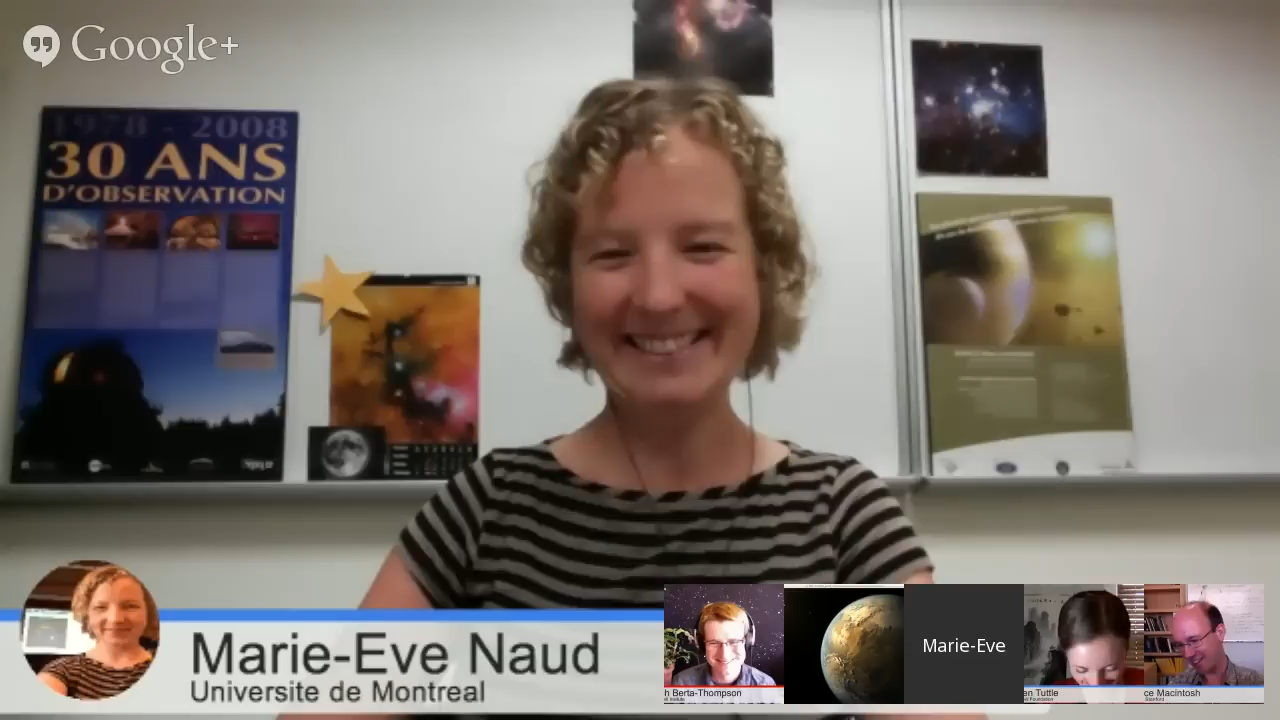 Google+
1978 - 2008
30 ANS
D'OBSERVATION
Marie-Eve Naud
Universite de Montreal
Marie-Eve
h Berta-Thompson
en Tuttle
ce Macintosh
Stanford